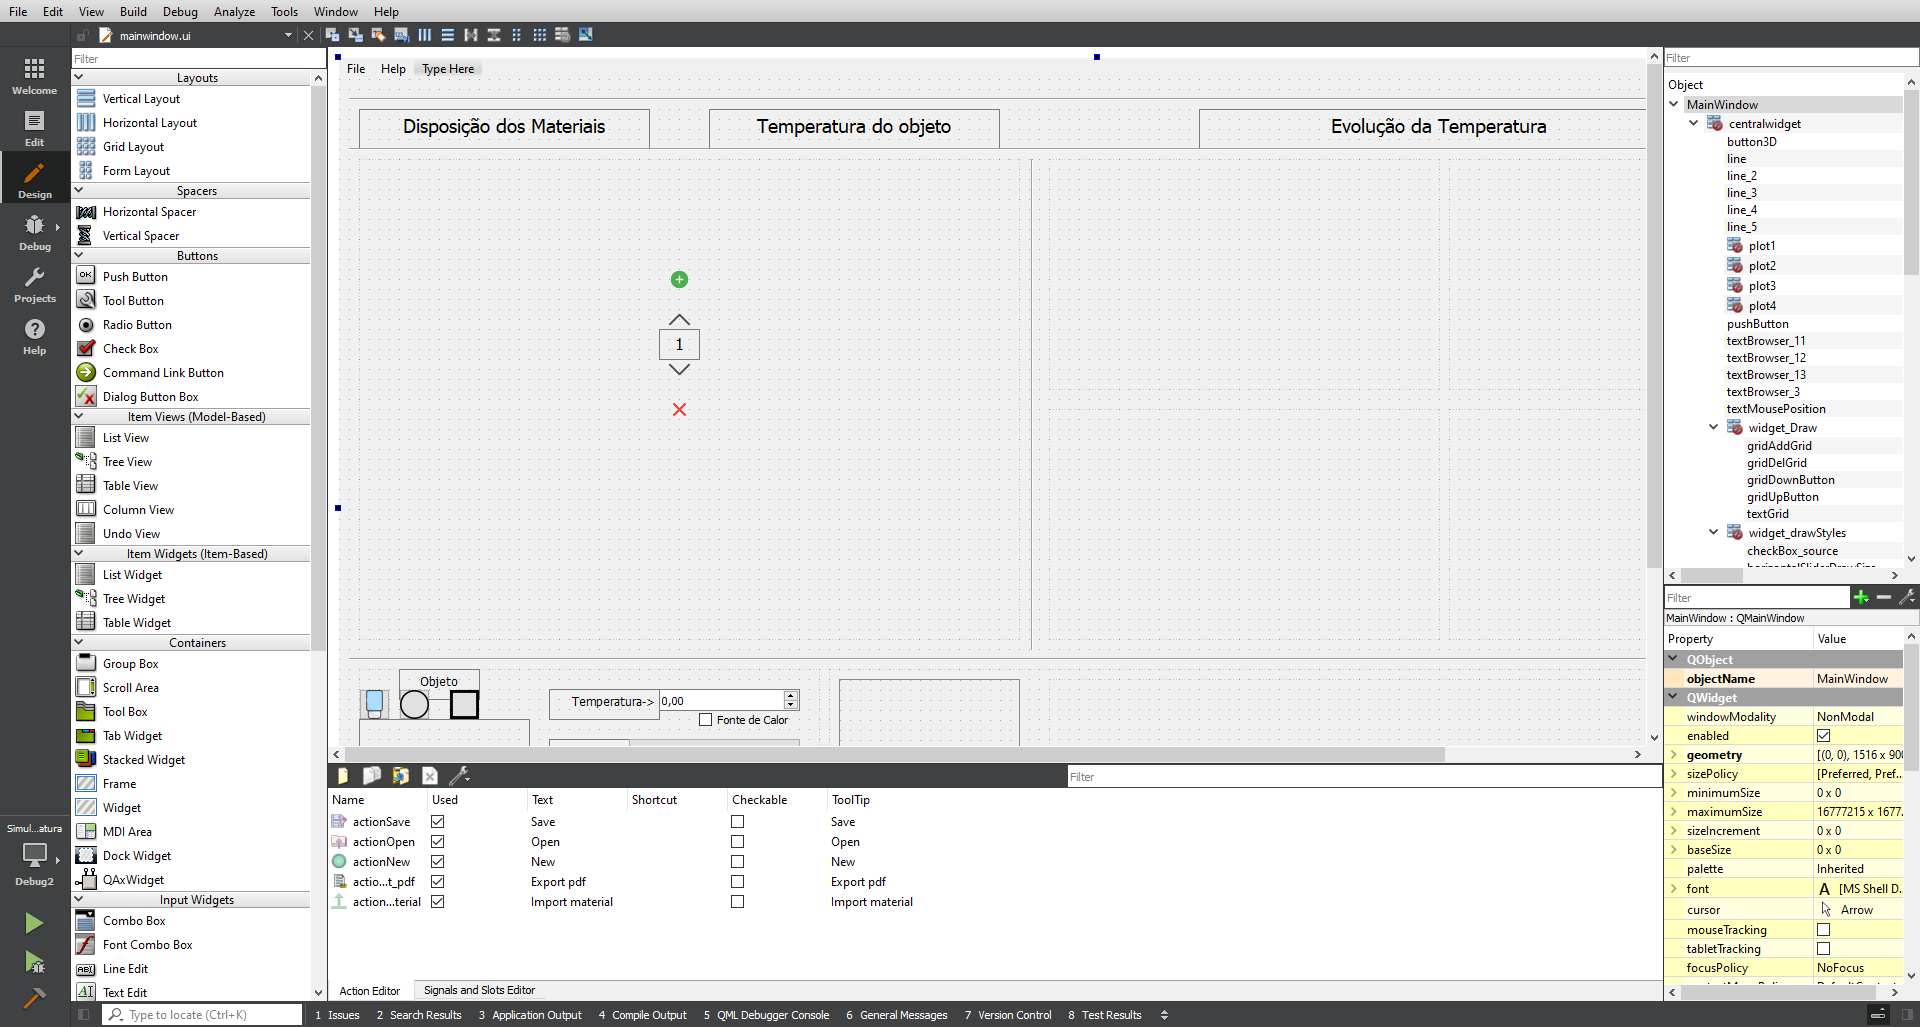 File Edit View Build Debug Analyze Tools Window Help
mainwindow.ui
Welcome
Edit
Design
Debug
Projects
Help
Simul...atura
Debug2
Filter
Layouts
Vertical Layout
Horizontal Layout
Grid Layout
Form Layout
Spacers
Horizontal Spacer
Vertical Spacer
Buttons
OK Push Button
Tool Button
Radio Button
Check Box
Command Link Button
Dialog Button Box
Item Views (Model-Based)
List View
Tree View
Table View
Column View
Undo View
Item Widgets (Item-Based)
List Widget
Tree Widget
Table Widget
Containers
Group Box
Scroll Area
Tool Box
Tab Widget
Stacked Widget
Frame
Widget
MDI Area
Dock Widget
QAxWidget
Input Widgets
Combo Box
Font Combo Box
Line Edit
Text Edit
File Help Type Here
Disposição dos Materiais
Temperatura do objeto
Evolução da Temperatura
1
Objeto
Temperatura-> 0,00
Fonte de Calor
Filter
Name Used Text Shortcut Checkable ToolTip
actionSave Save Save
actionOpen Open Open
actionNew New New
actio...t_pdf Export pdf Export pdf
action...terial Import material Import material
Action Editor Signals and Slots Editor
Filter
Object
MainWindow
centralwidget
button3D
line
line_2
line_3
line_4
line_5
plot1
plot2
plot3
plot4
pushButton
textBrowser_11
textBrowser_12
textBrowser_13
textBrowser_3
textMousePosition
widget_Draw
gridAddGrid
gridDelGrid
gridDownButton
gridUpButton
textGrid
widget_drawStyles
checkBox_source
Filter
MainWindow : QMainWindow
Property Value
QObject
objectName MainWindow
QWidget
windowModality NonModal
enabled
geometry [(0, 0), 1516 x 900
sizePolicy [Preferred, Pref...
minimumSize 0 x 0
maximumSize 16777215 x 1677...
sizeIncrement 0 x 0
baseSize 0 x 0
palette Inherited
font A [MS Shell D...
cursor Arrow
mouseTracking
tabletTracking
focusPolicy NoFocus
Type to locate (Ctrl+K)
1 Issues 2 Search Results 3 Application Output 4 Compile Output 5 QML Debugger Console 6 General Messages 7 Version Control 8 Test Results